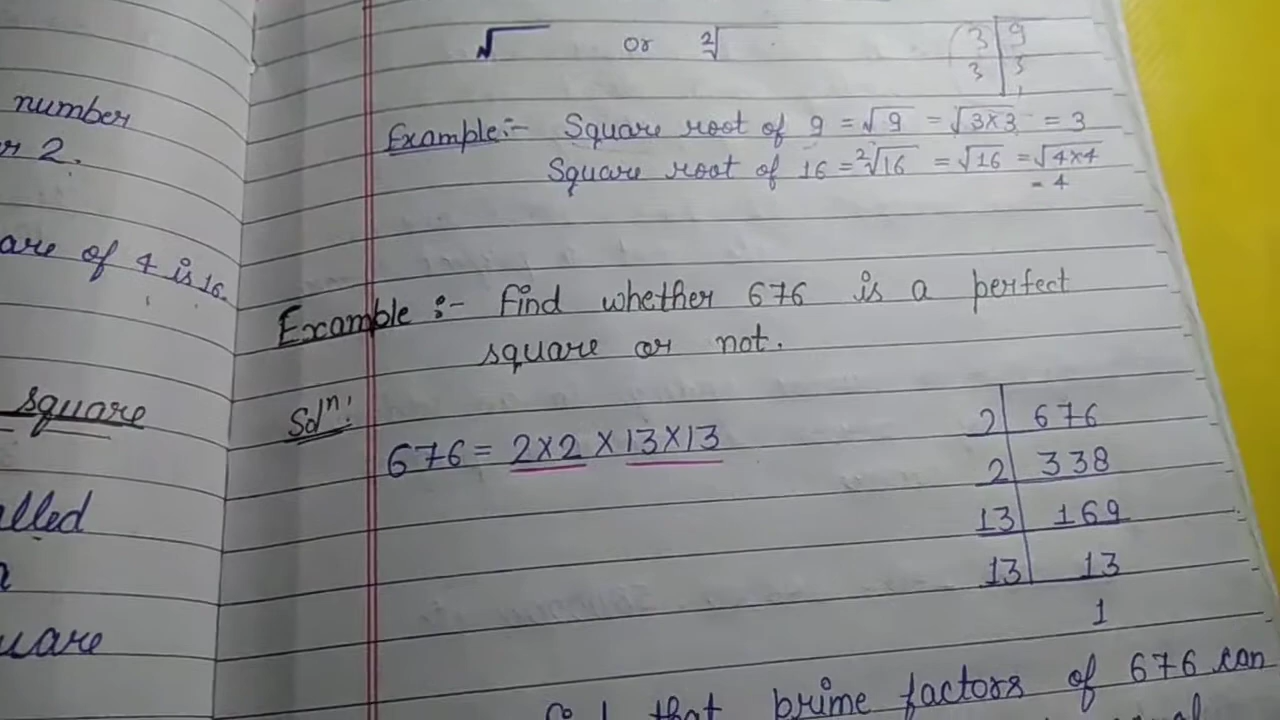 number
r 2.
are of 4 is 16.
square
lled
uare
√ or ²√
3 | 9
3 | 3
1
Example:- Square root of 9 = √9 = √3×3 = 3
Square root of 16 = ²√16 = √16 = √4×4
= 4
Example :- Find whether 676 is a perfect
square or not.
Solⁿ:
676 = 2×2 × 13×13
2 | 676
2 | 338
13 | 169
13 | 13
1
that prime factors of 676 can